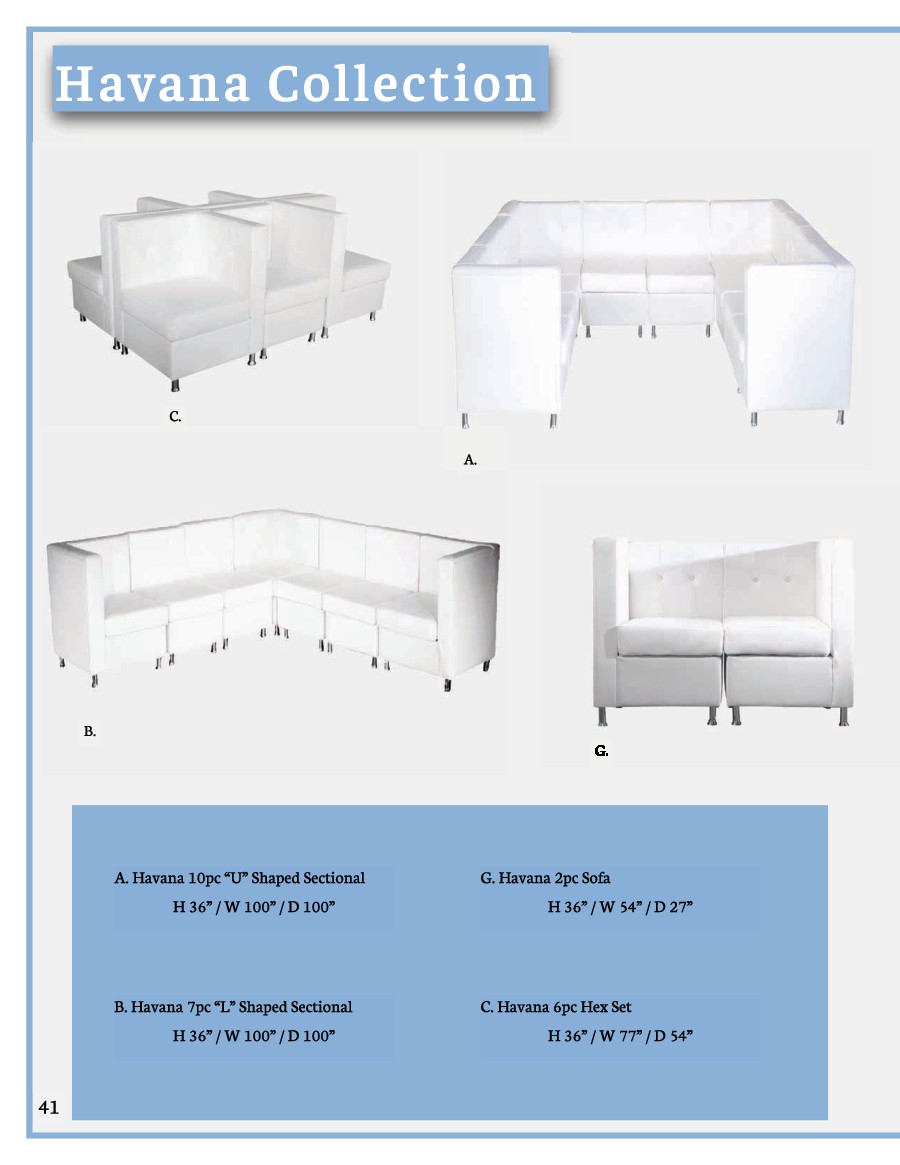 Havana Collection
C.
A.
B.
G.
A. Havana 10pc “U” Shaped Sectional
H 36” / W 100” / D 100”
G. Havana 2pc Sofa
H 36” / W 54” / D 27”
B. Havana 7pc “L” Shaped Sectional
H 36” / W 100” / D 100”
C. Havana 6pc Hex Set
H 36” / W 77” / D 54”
41